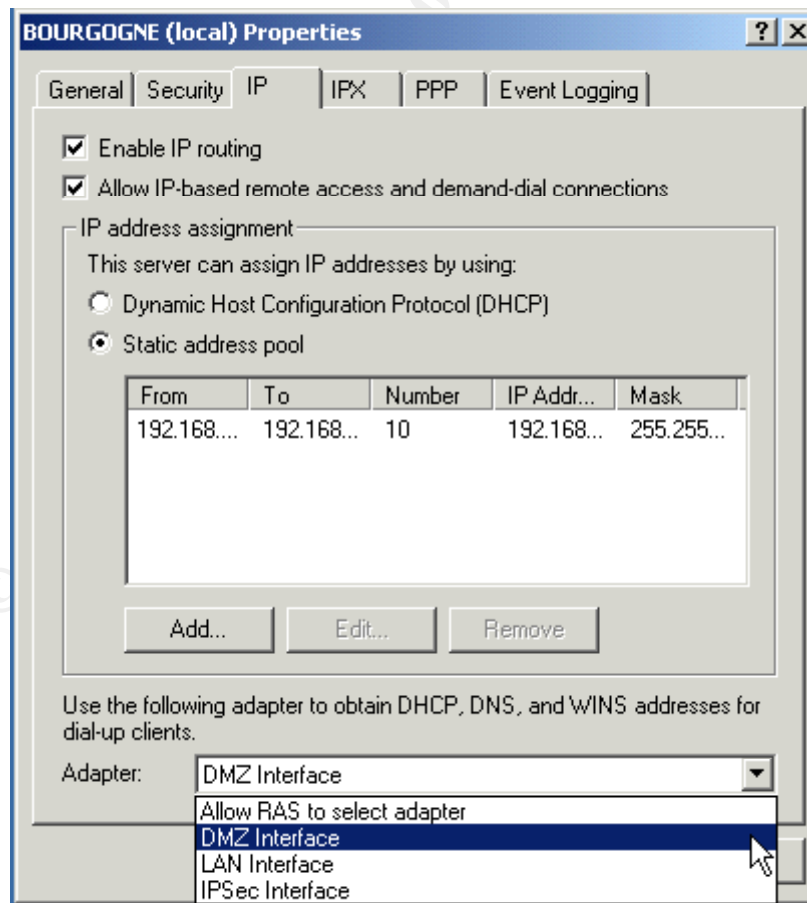 BOURGOGNE (local) Properties
General Security IP IPX PPP Event Logging
Enable IP routing
Allow IP-based remote access and demand-dial connections
IP address assignment
This server can assign IP addresses by using:
Dynamic Host Configuration Protocol (DHCP)
Static address pool
From To Number IP Addr... Mask
192.168.... 192.168... 10 192.168... 255.255...
Add... Edit... Remove
Use the following adapter to obtain DHCP, DNS, and WINS addresses for
dial-up clients.
Adapter: DMZ Interface
Allow RAS to select adapter
DMZ Interface
LAN Interface
IPSec Interface